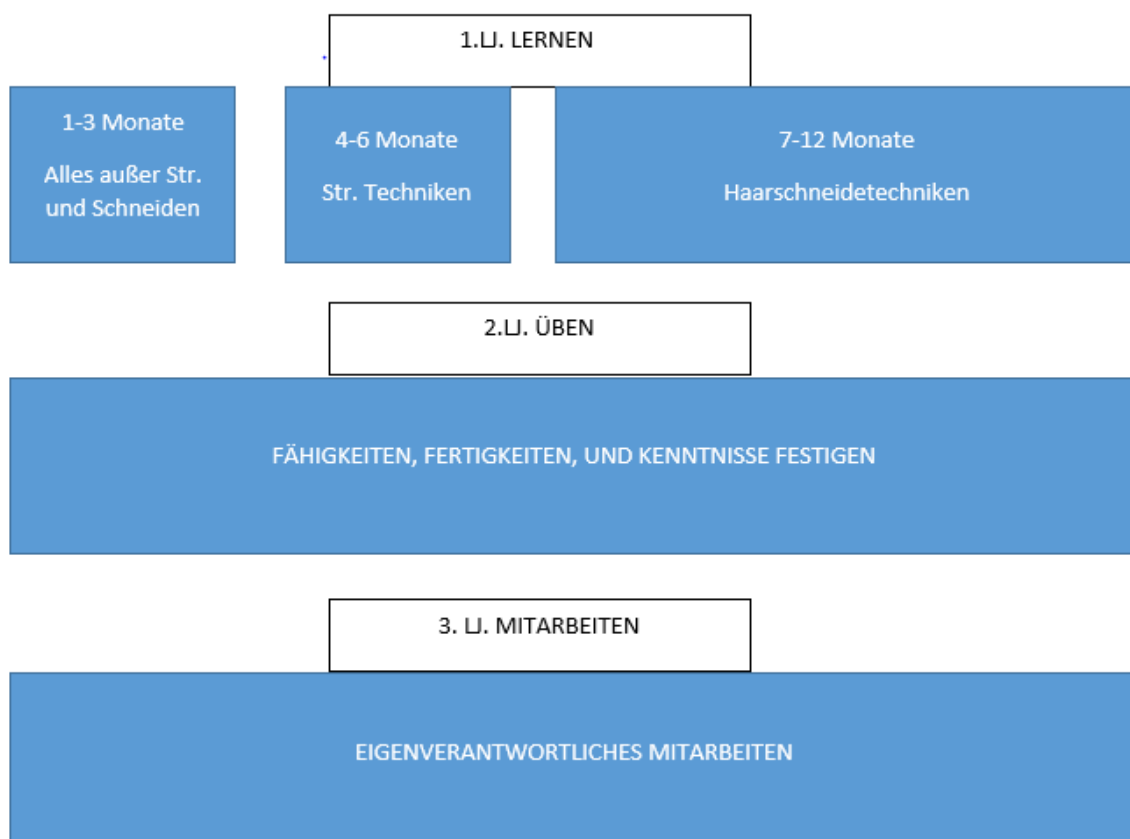 1.LJ. LERNEN
1-3 Monate
Alles außer Str.
und Schneiden
4-6 Monate
Str. Techniken
7-12 Monate
Haarschneidetechniken
2.LJ. ÜBEN
FÄHIGKEITEN, FERTIGKEITEN, UND KENNTNISSE FESTIGEN
3. LJ. MITARBEITEN
EIGENVERANTWORTLICHES MITARBEITEN